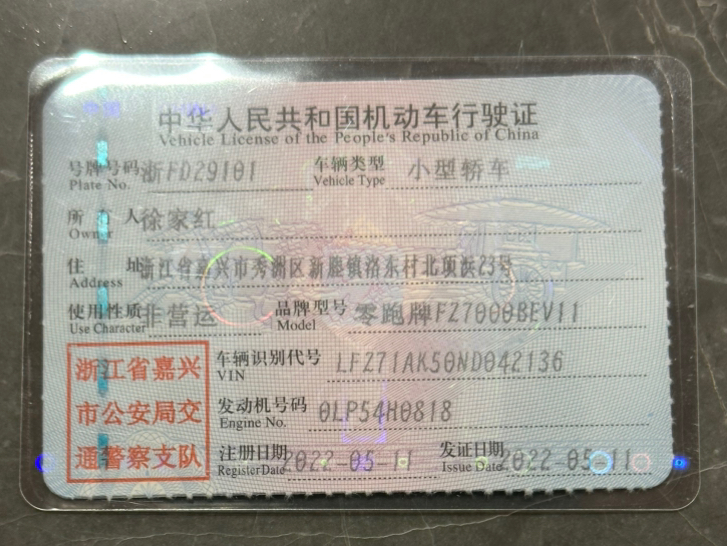 中华人民共和国机动车行驶证
Vehicle License of the People's Republic of China
号牌号码 浙FD29101 车辆类型 小型轿车
Plate No. Vehicle Type
所有人 徐家红
Owner
住址 浙江省嘉兴市秀洲区新塍镇洛东村北项浜23号
Address
使用性质 非营运 品牌型号 零跑牌FZ7000BEV11
Use Character Model
浙江省嘉兴 车辆识别代号 LFZ71AK50ND042136
VIN
市公安局交 发动机号码 0LP54H0818
Engine No.
通警察支队 注册日期 2022-05-11 发证日期 2022-05-11
Register Date Issue Date